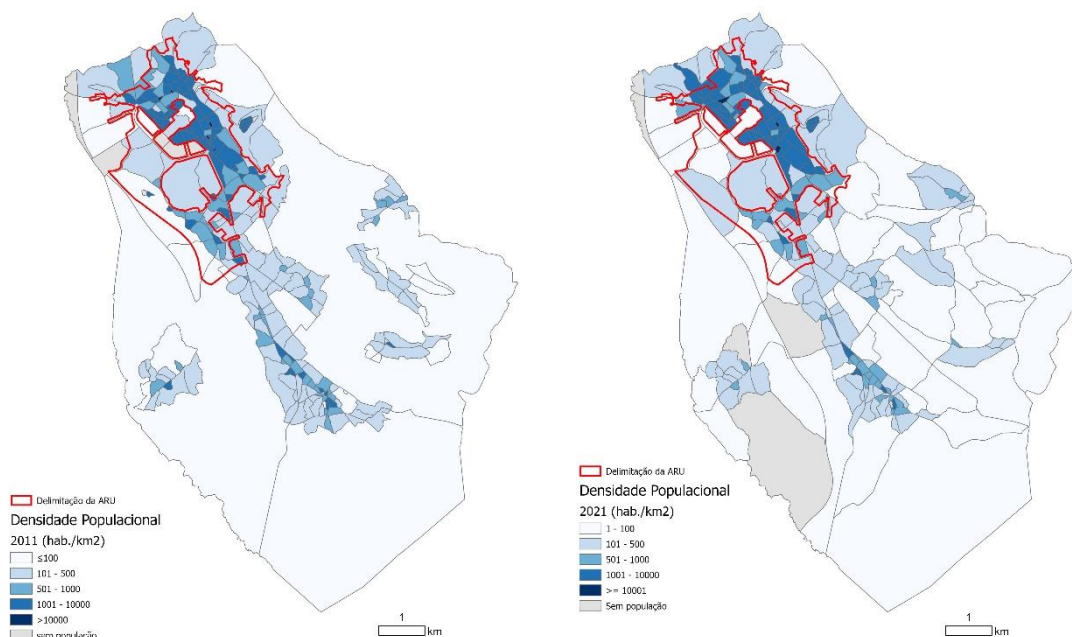 Delimitação da ARU
Densidade Populacional
2011 (hab./km2)
≤100
101 - 500
501 - 1000
1001 - 10000
>10000
sem população
1
km
Delimitação da ARU
Densidade Populacional
2021 (hab./km2)
1 - 100
101 - 500
501 - 1000
1001 - 10000
>= 10001
Sem população
1
km